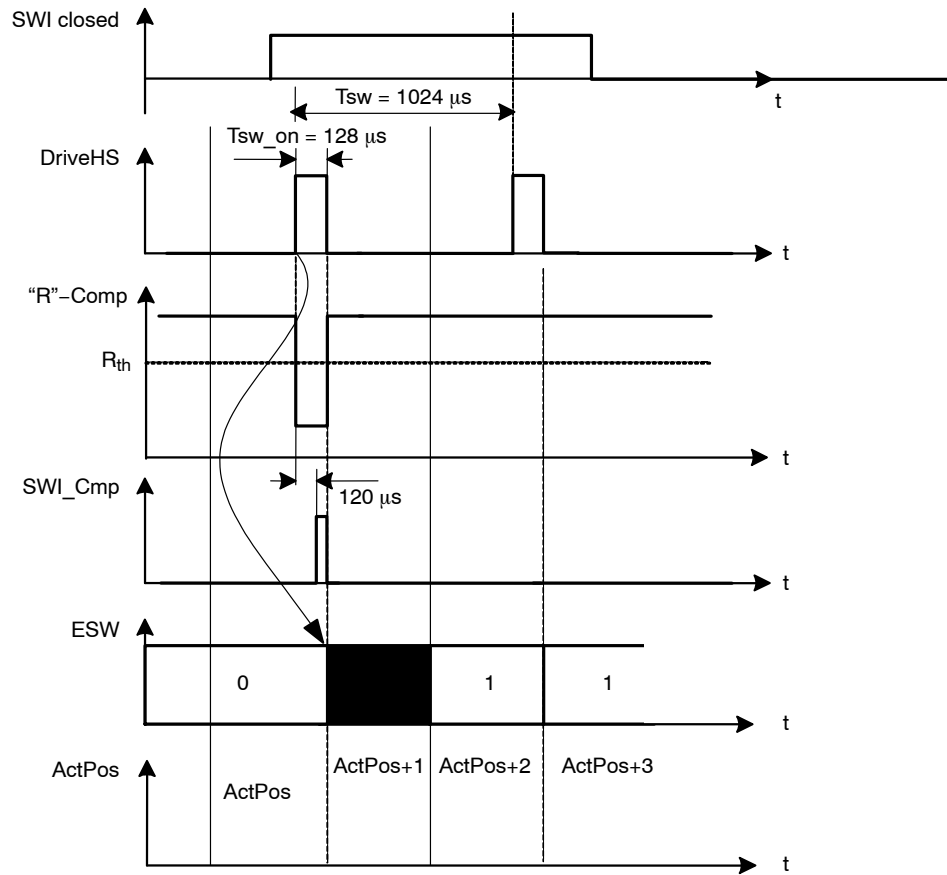 SWI closed
t
Tsw = 1024 μs
Tsw_on = 128 μs
DriveHS
t
“R”−Comp
Rth
t
SWI_Cmp
120 μs
t
ESW
0
1
1
t
ActPos
ActPos
ActPos+1
ActPos+2
ActPos+3
t